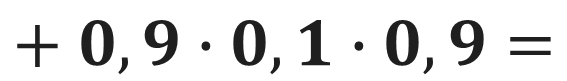 + 0,9 · 0,1 · 0,9 =